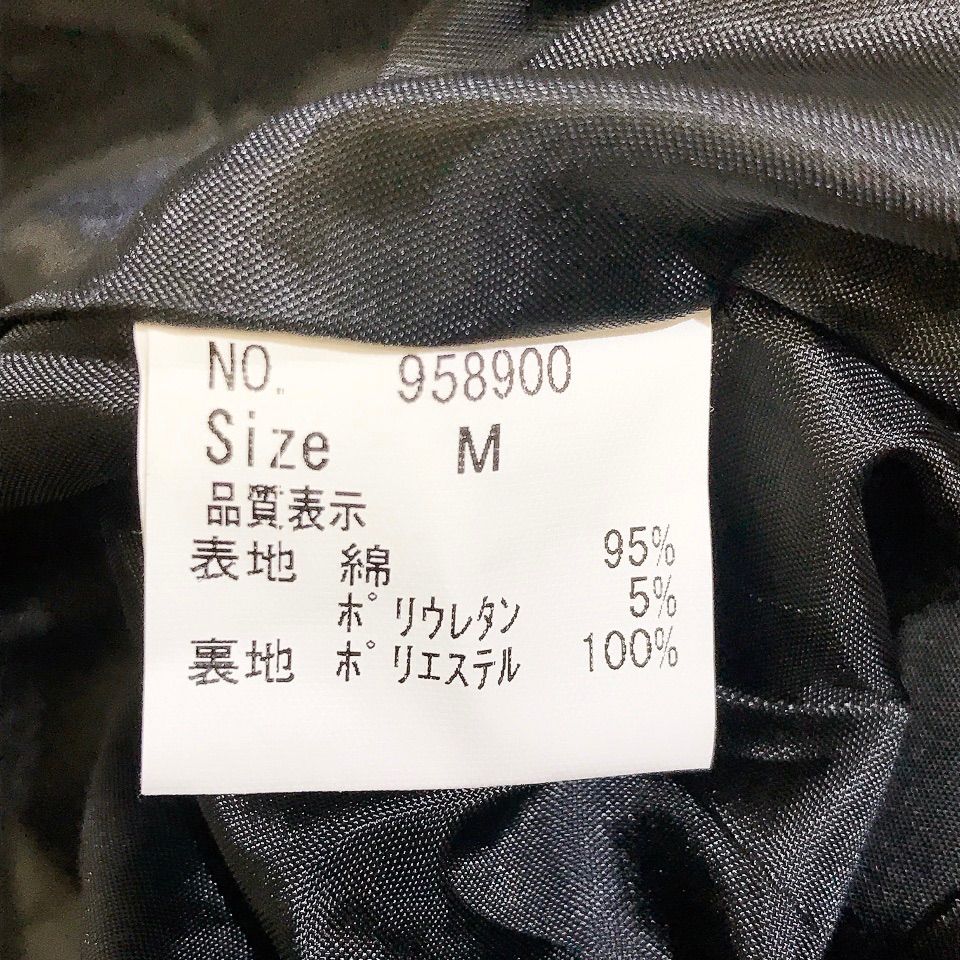 NO. 958900
Size M
品質表示
表地 綿 95%
ポリウレタン 5%
裏地 ポリエステル 100%